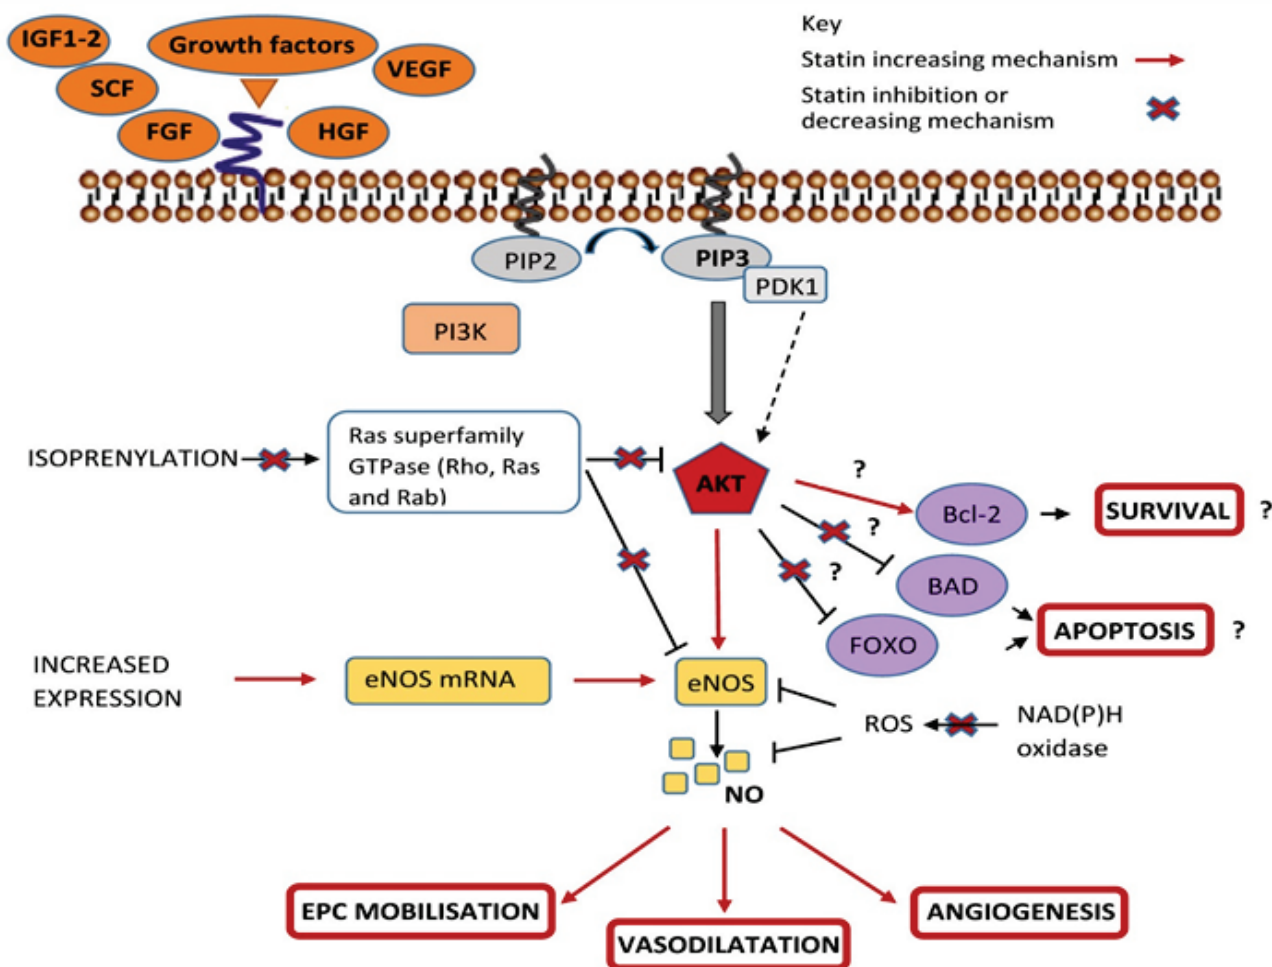 IGF1-2
Growth factors
VEGF
SCF
FGF
HGF
Key
Statin increasing mechanism
Statin inhibition or
decreasing mechanism
PIP2
PIP3
PDK1
PI3K
ISOPRENYLATION
Ras superfamily
GTPase (Rho, Ras
and Rab)
AKT
?
Bcl-2
SURVIVAL
?
?
BAD
?
FOXO
APOPTOSIS
?
INCREASED
EXPRESSION
eNOS mRNA
eNOS
ROS
NAD(P)H
oxidase
NO
EPC MOBILISATION
VASODILATATION
ANGIOGENESIS